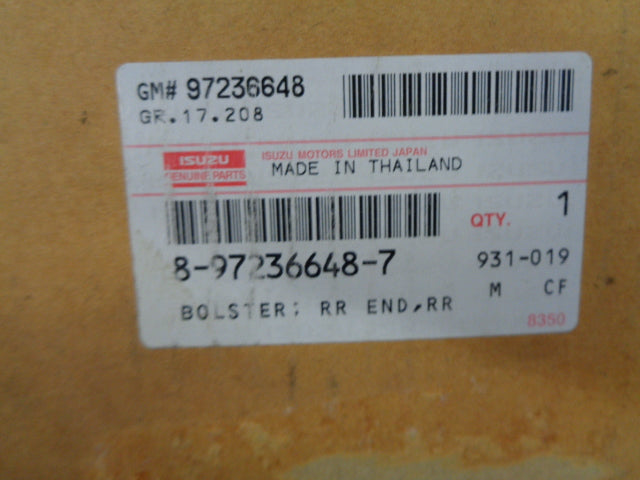 GM# 97236648
GR.17.208
ISUZU
GENUINE PARTS
ISUZU MOTORS LIMITED JAPAN
MADE IN THAILAND
QTY. 1
8-97236648-7
931-019
BOLSTER; RR END,RR
M CF
8350